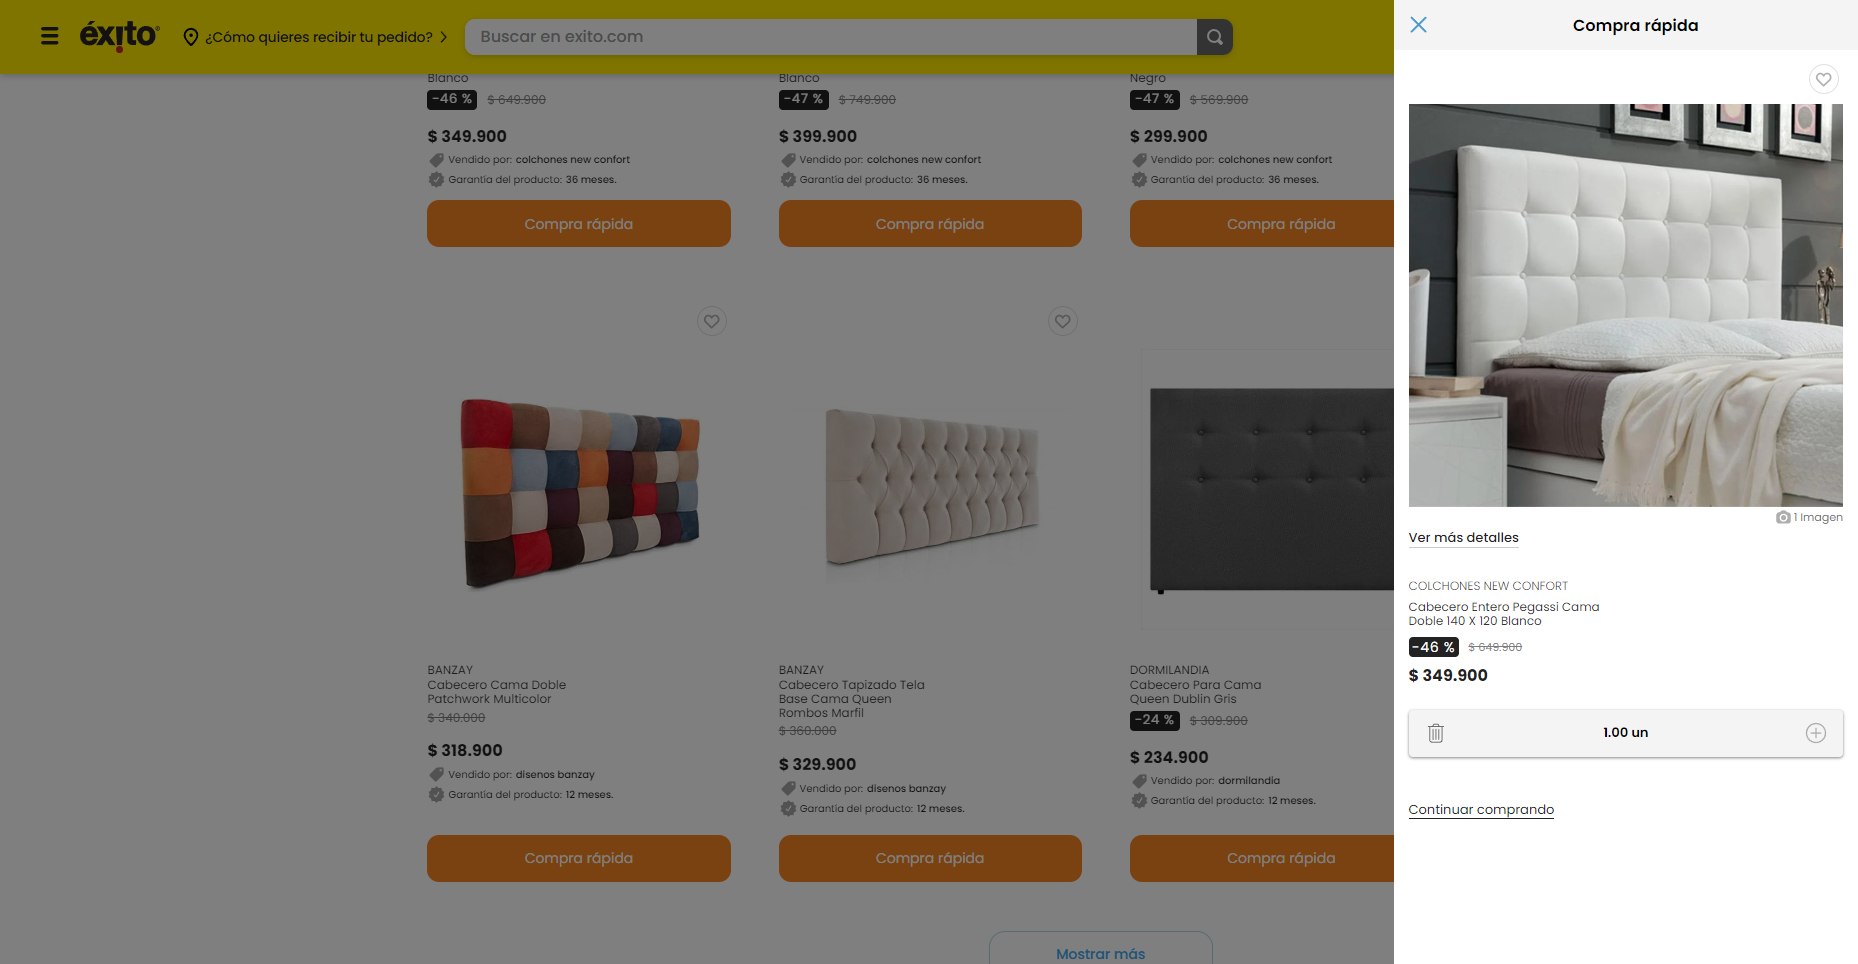 éxito
¿Cómo quieres recibir tu pedido?
Buscar en exito.com
Blanco
-46 % $ 649.900
$ 349.900
Vendido por: colchones new confort
Garantía del producto: 36 meses.
Compra rápida
Blanco
-47 % $ 749.900
$ 399.900
Vendido por: colchones new confort
Garantía del producto: 36 meses.
Compra rápida
Negro
-47 % $ 569.900
$ 299.900
Vendido por: colchones new confort
Garantía del producto: 36 meses.
Compra rápida
BANZAY
Cabecero Cama Doble
Patchwork Multicolor
$ 340.000
$ 318.900
Vendido por: disenos banzay
Garantía del producto: 12 meses.
Compra rápida
BANZAY
Cabecero Tapizado Tela
Base Cama Queen
Rombos Marfil
$ 360.000
$ 329.900
Vendido por: disenos banzay
Garantía del producto: 12 meses.
Compra rápida
DORMILANDIA
Cabecero Para Cama
Queen Dublin Gris
-24 % $ 309.900
$ 234.900
Vendido por: dormilandia
Garantía del producto: 12 meses.
Compra rápida
Mostrar más
Compra rápida
1 Imagen
Ver más detalles
COLCHONES NEW CONFORT
Cabecero Entero Pegassi Cama
Doble 140 X 120 Blanco
-46 % $ 649.900
$ 349.900
1.00 un
Continuar comprando